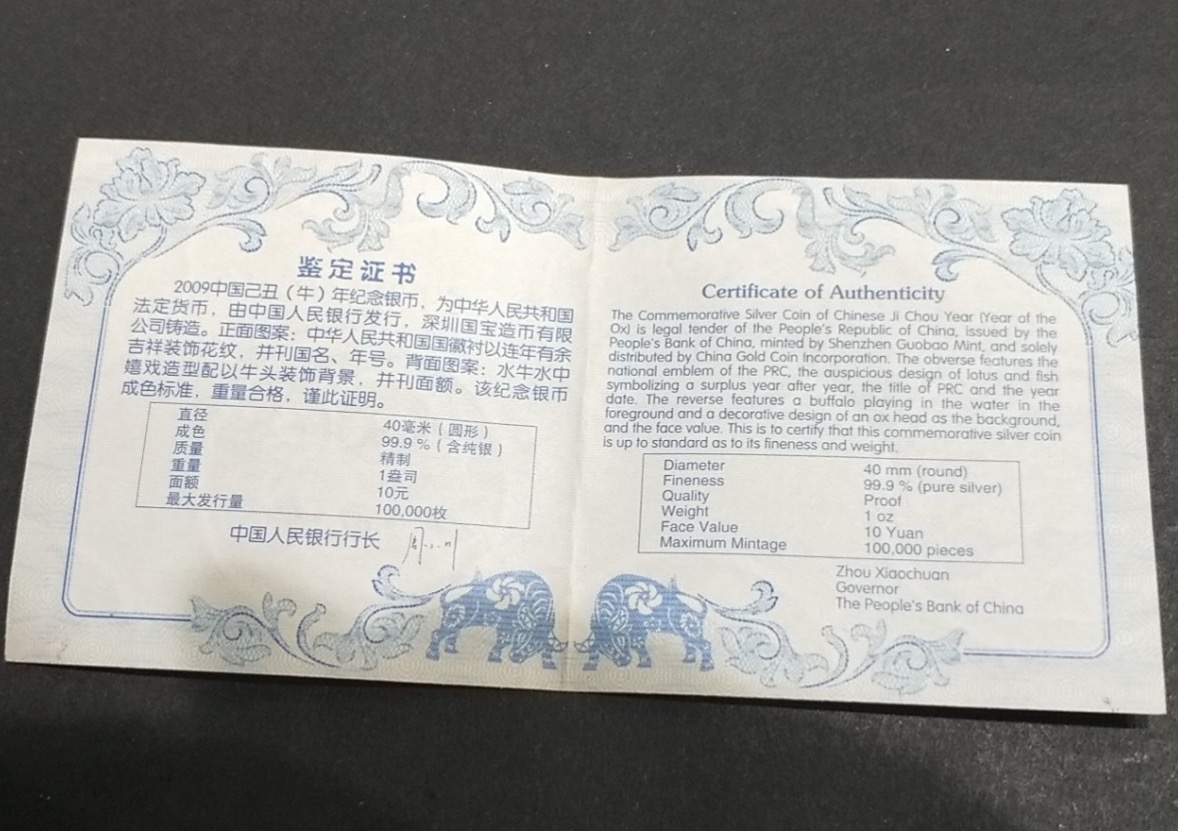 鉴定证书
2009中国己丑（牛）年纪念银币，为中华人民共和国
法定货币，由中国人民银行发行，深圳国宝造币有限
公司铸造。正面图案：中华人民共和国国徽衬以连年有余
吉祥装饰花纹，并刊国名、年号。背面图案：水牛水中
嬉戏造型配以牛头装饰背景，并刊面额。该纪念银币
成色标准，重量合格，谨此证明。
直径 40毫米（圆形）
成色 99.9％（含纯银）
质量 精制
重量 1盎司
面额 10元
最大发行量 100,000枚
中国人民银行行长
Certificate of Authenticity
The Commemorative Silver Coin of Chinese Ji Chou Year (Year of the
Ox) is legal tender of the People's Republic of China, issued by the
People's Bank of China, minted by Shenzhen Guobao Mint, and solely
distributed by China Gold Coin Incorporation. The obverse features the
national emblem of the PRC, the auspicious design of lotus and fish
symbolizing a surplus year after year, the title of PRC and the year
date. The reverse features a buffalo playing in the water in the
foreground and a decorative design of an ox head as the background,
and the face value. This is to certify that this commemorative silver coin
is up to standard as to its fineness and weight.
Diameter 40 mm (round)
Fineness 99.9 % (pure silver)
Quality Proof
Weight 1 oz
Face Value 10 Yuan
Maximum Mintage 100,000 pieces
Zhou Xiaochuan
Governor
The People's Bank of China